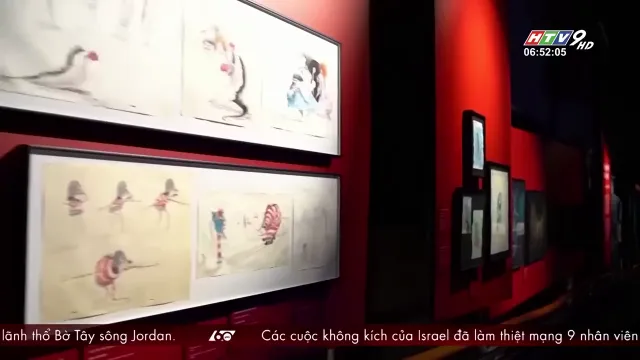 HTV9 HD
06:52:05
lãnh thổ Bờ Tây sông Jordan. 60 Các cuộc không kích của Israel đã làm thiệt mạng 9 nhân viên